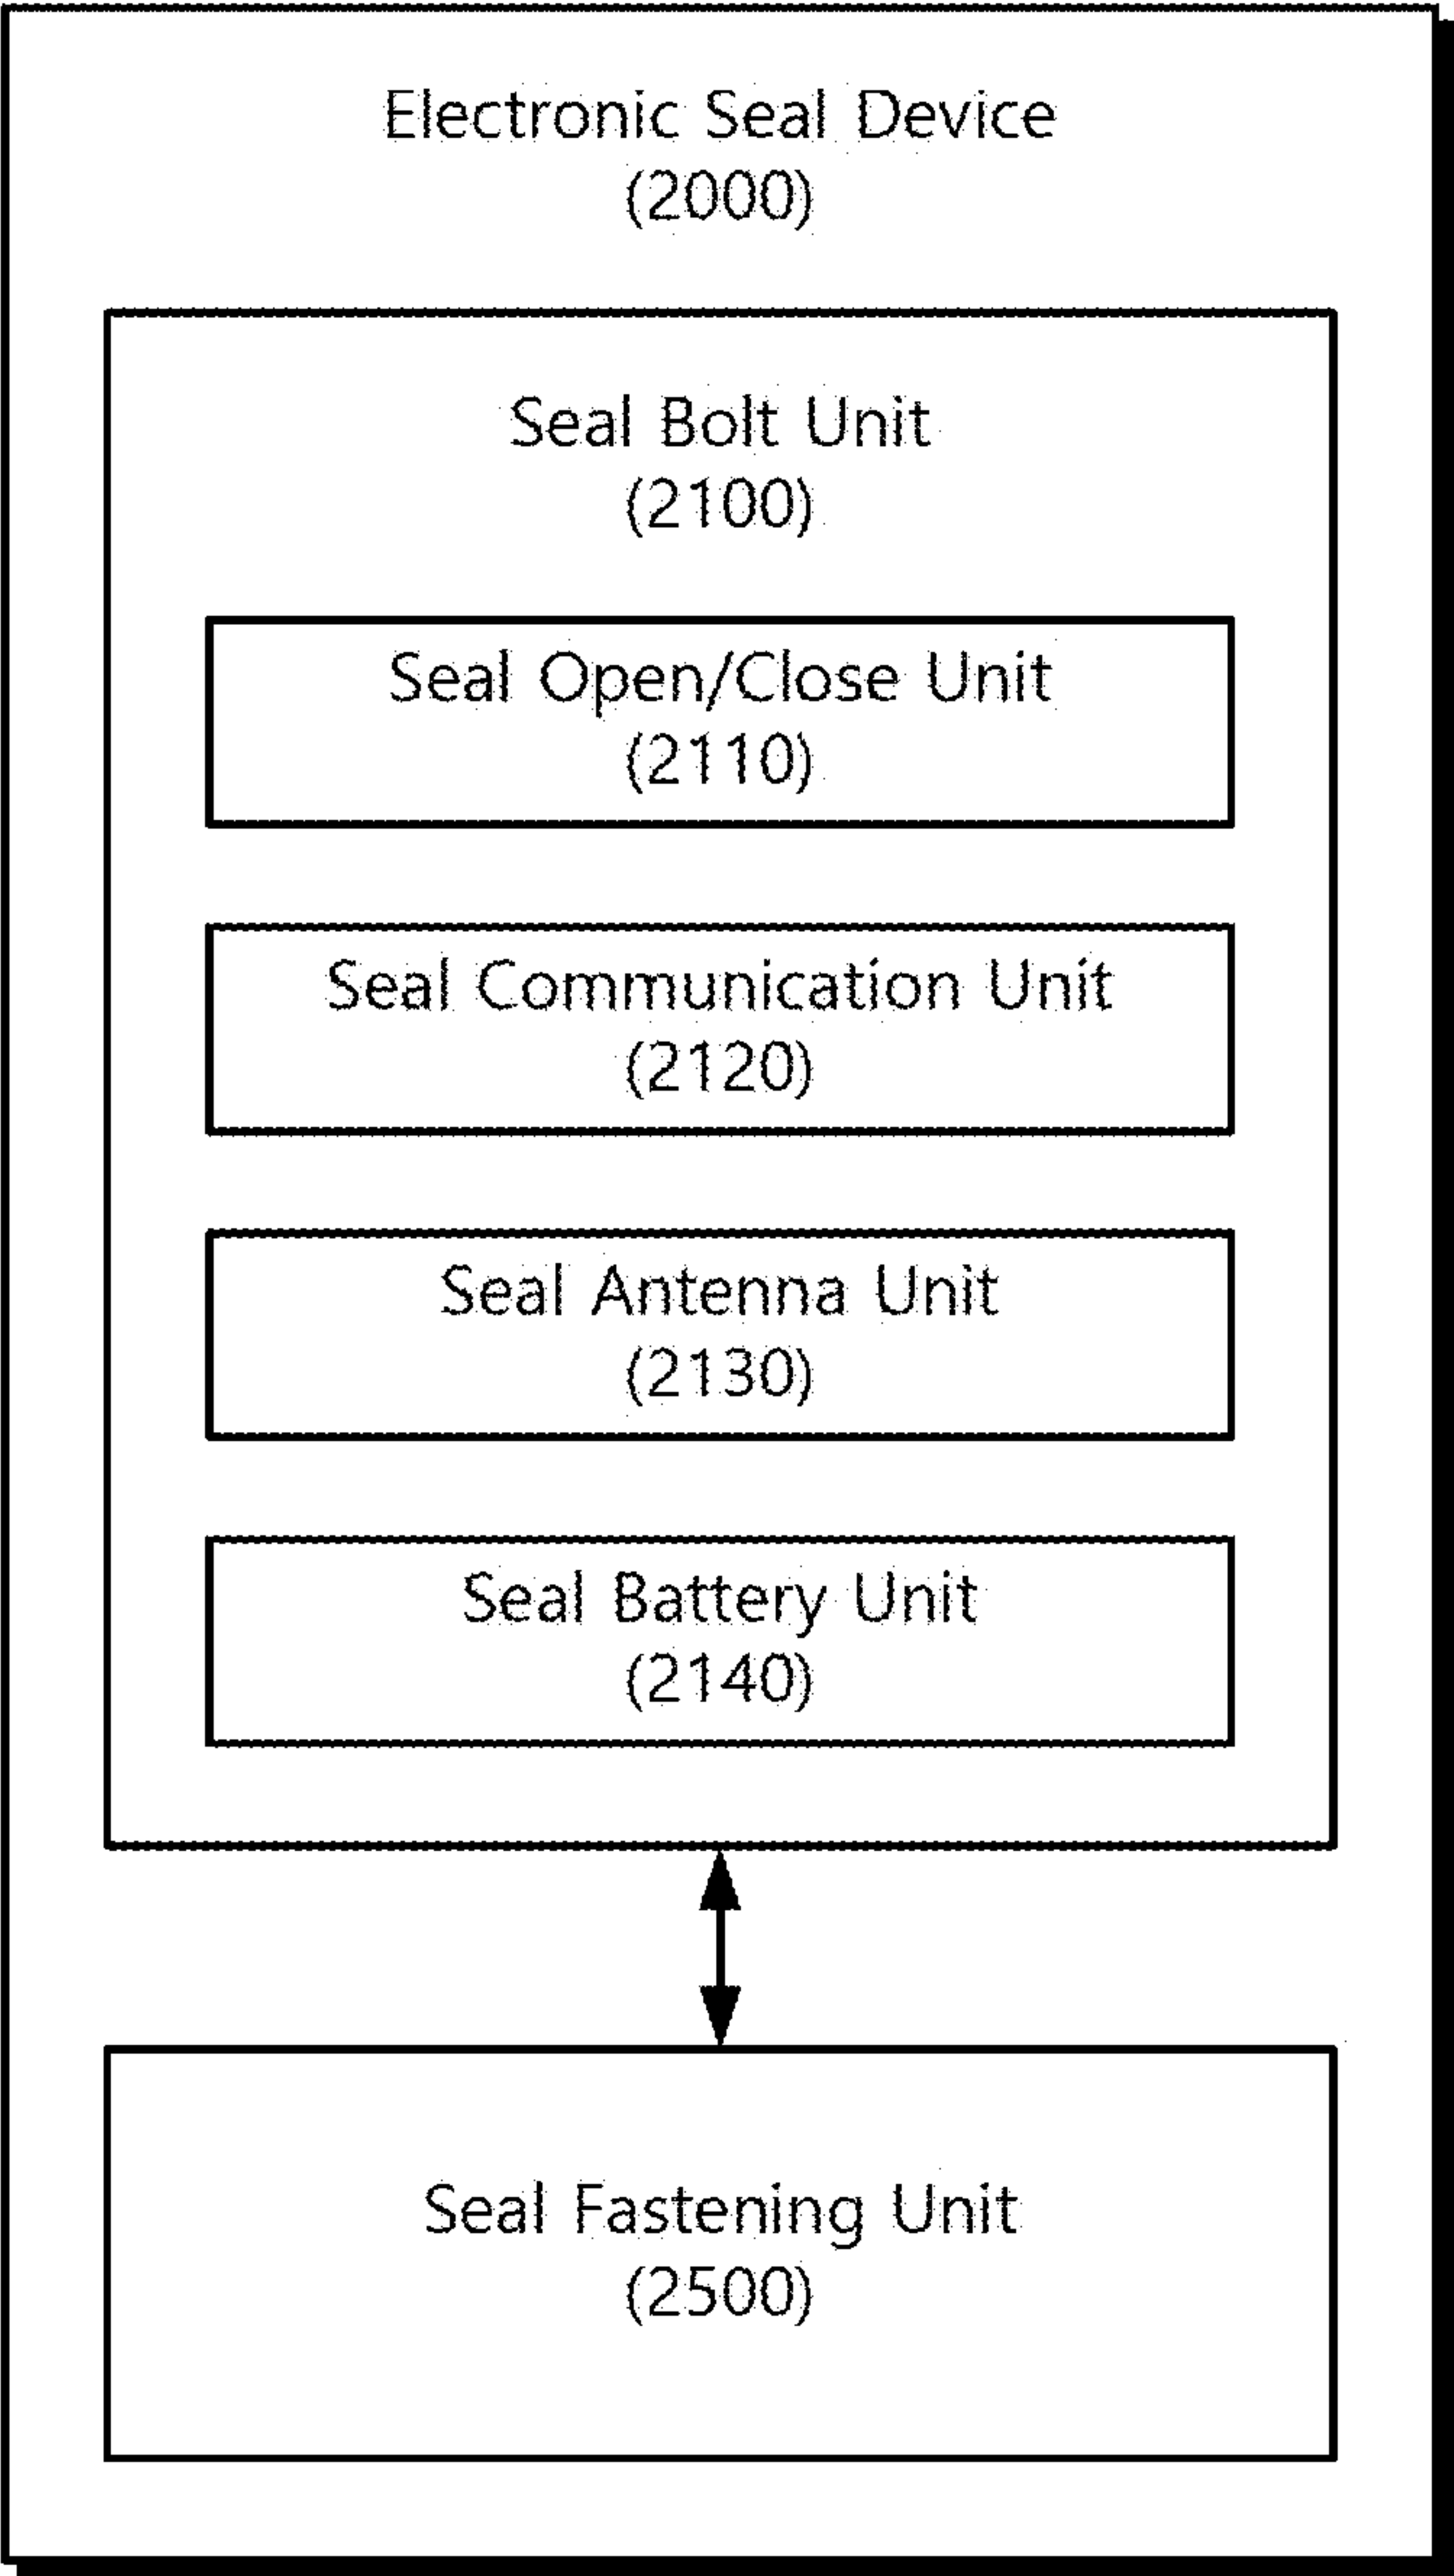 Electronic Seal Device
(2000)
Seal Bolt Unit
(2100)
Seal Open/Close Unit
(2110)
Seal Communication Unit
(2120)
Seal Antenna Unit
(2130)
Seal Battery Unit
(2140)
Seal Fastening Unit
(2500)